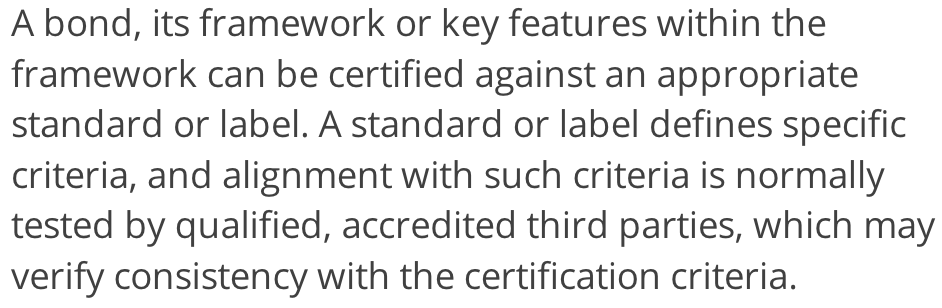 A bond, its framework or key features within the
framework can be certified against an appropriate
standard or label. A standard or label defines specific
criteria, and alignment with such criteria is normally
tested by qualified, accredited third parties, which may
verify consistency with the certification criteria.